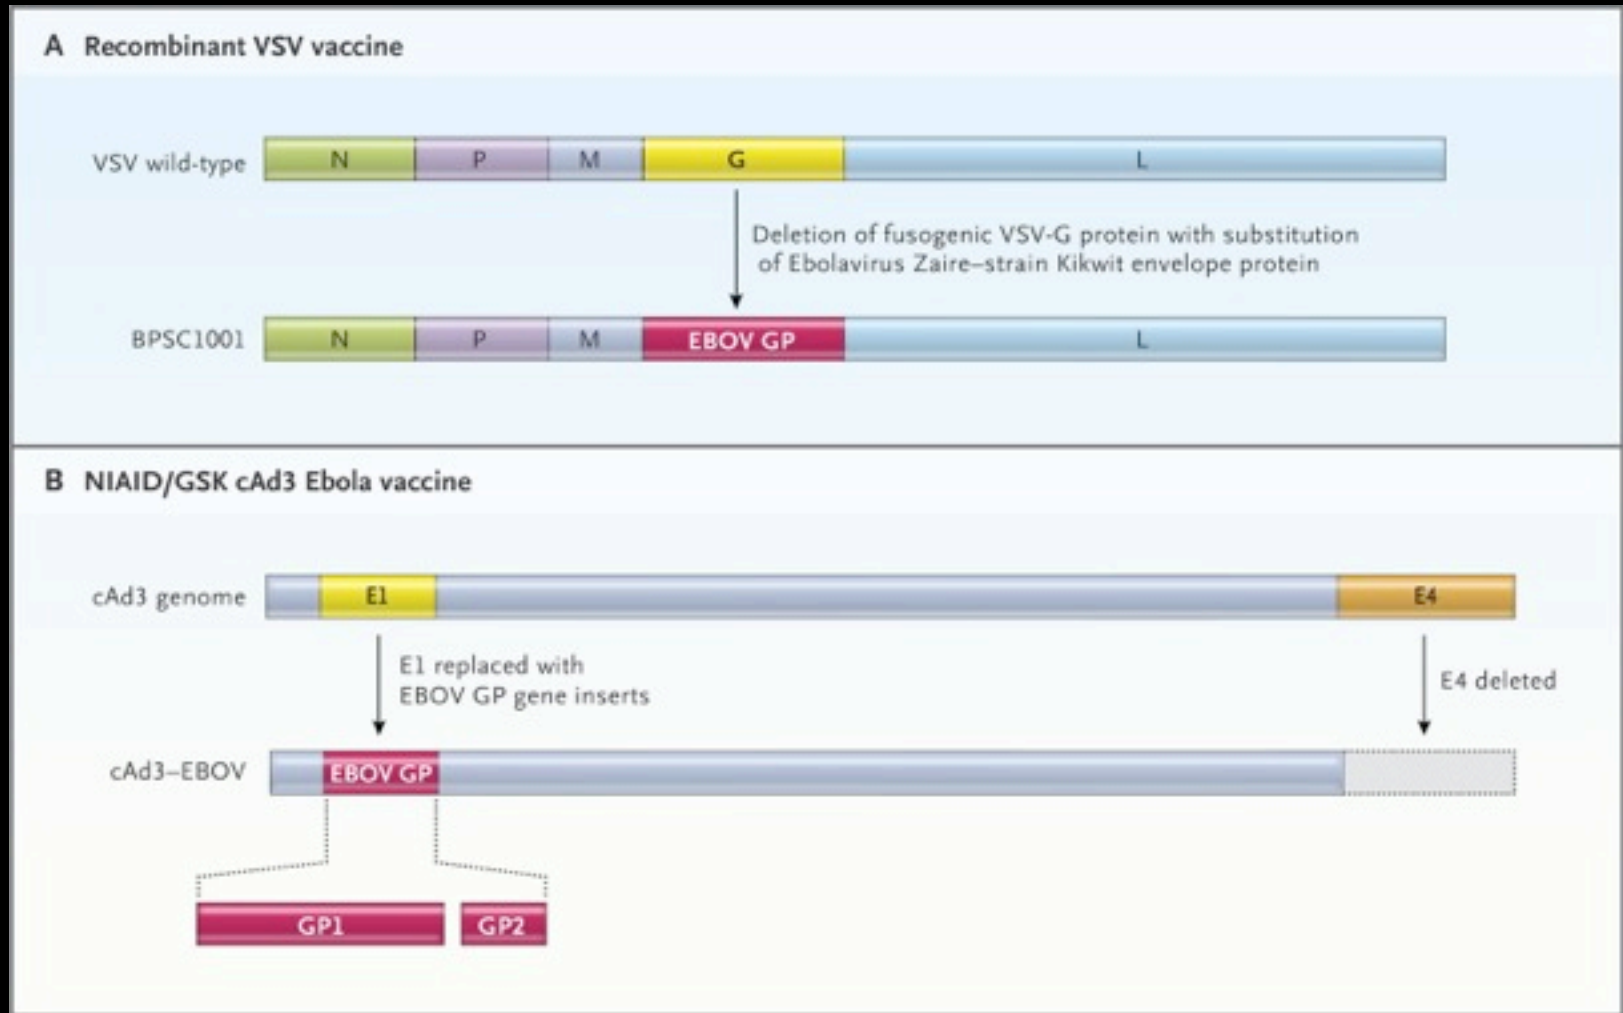 A Recombinant VSV vaccine
VSV wild-type
N
P
M
G
L
Deletion of fusogenic VSV-G protein with substitution
of Ebolavirus Zaire–strain Kikwit envelope protein
BPSC1001
N
P
M
EBOV GP
L
B NIAID/GSK cAd3 Ebola vaccine
cAd3 genome
E1
E4
E1 replaced with
EBOV GP gene inserts
E4 deleted
cAd3–EBOV
EBOV GP
GP1
GP2